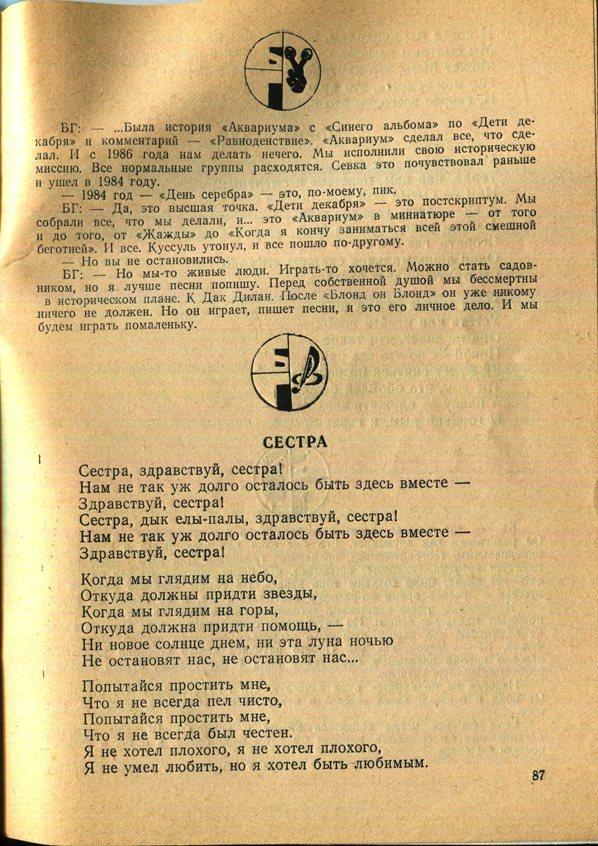 БГ: — ...Была история «Аквариума» с «Синего альбома» по «Дети де-
кабря» и комментарий — «Равноденствие». «Аквариум» сделал все, что сде-
лал. И с 1986 года нам делать нечего. Мы исполнили свою историческую
миссию. Все нормальные группы расходятся. Севка это почувствовал раньше
и ушел в 1984 году.
— 1984 год — «День серебра» — это, по-моему, пик.
БГ: — Да, это высшая точка. «Дети декабря» — это постскриптум. Мы
собрали все, что мы делали, и... это «Аквариум» в миниатюре — от того
и до того, от «Жажды» до «Когда я кончу заниматься всей этой смешной
беготней». И все. Куссуль утонул, и все пошло по-другому.
— Но вы не остановились.
БГ: — Но мы-то живые люди. Играть-то хочется. Можно стать садов-
ником, но я лучше песни попишу. Перед собственной душой мы бессмертны
в историческом плане. К Дак Дилан. После «Блонд он Блонд» он уже никому
ничего не должен. Но он играет, пишет песни, и это его личное дело. И мы
будем играть помаленьку.
СЕСТРА
Сестра, здравствуй, сестра!
Нам не так уж долго осталось быть здесь вместе —
Здравствуй, сестра!
Сестра, дык елы-палы, здравствуй, сестра!
Нам не так уж долго осталось быть здесь вместе —
Здравствуй, сестра!
Когда мы глядим на небо,
Откуда должны придти звезды,
Когда мы глядим на горы,
Откуда должна придти помощь, —
Ни новое солнце днем, ни эта луна ночью
Не остановят нас, не остановят нас...
Попытайся простить мне,
Что я не всегда пел чисто,
Попытайся простить мне,
Что я не всегда был честен.
Я не хотел плохого, я не хотел плохого,
Я не умел любить, но я хотел быть любимым.
87